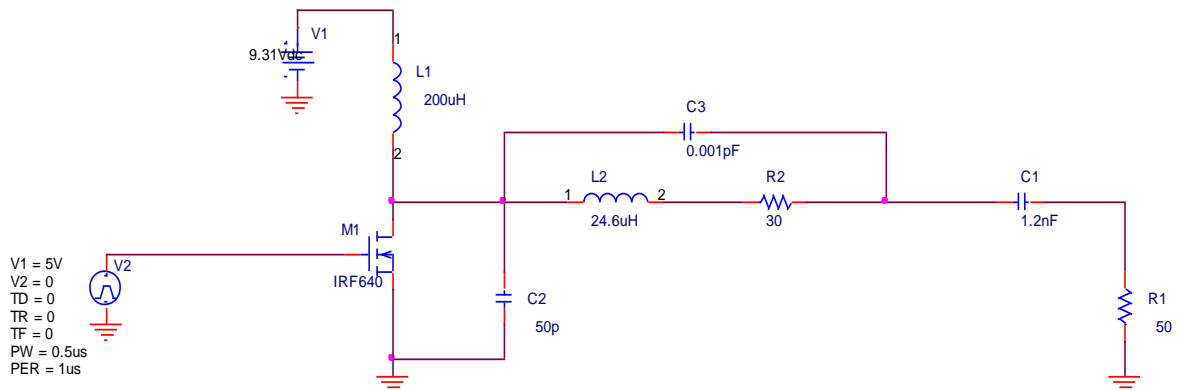 V1
9.31Vdc
1
L1
200uH
2
C3
0.001pF
L2
1
2
24.6uH
R2
30
C1
1.2nF
M1
IRF640
C2
50p
R1
50
V2
V1 = 5V
V2 = 0
TD = 0
TR = 0
TF = 0
PW = 0.5us
PER = 1us